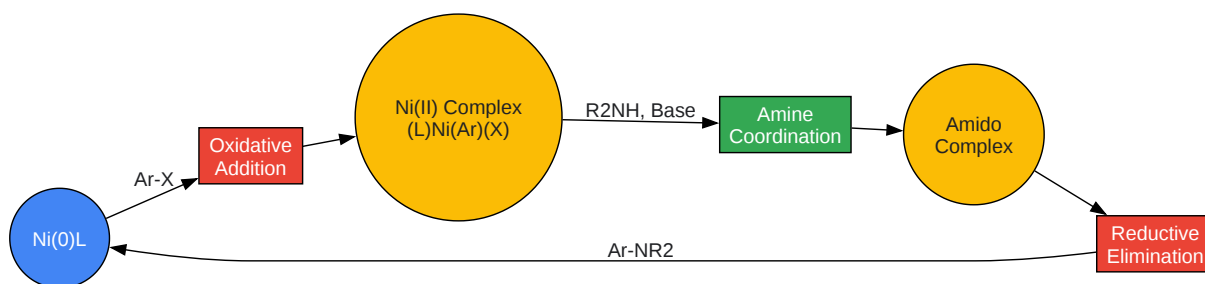 Ni(0)L
Ar-X
Oxidative
Addition
Ni(II) Complex
(L)Ni(Ar)(X)
R2NH, Base
Amine
Coordination
Amido
Complex
Reductive
Elimination
Ar-NR2